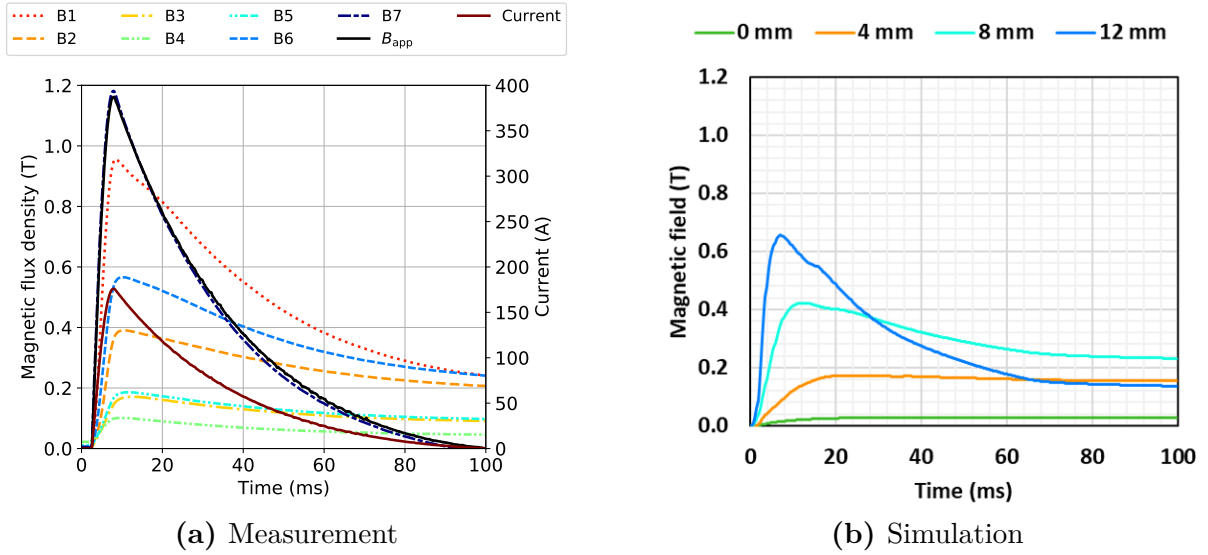 B1 B3 B5 B7 Current
B2 B4 B6 B_app
0 mm 4 mm 8 mm 12 mm
Magnetic flux density (T)
1.2
1.0
0.8
0.6
0.4
0.2
0.0
0 20 40 60 80 100
Time (ms)
400
350
300
250
200
150
100
50
0
Current (A)
(a) Measurement
Magnetic field (T)
1.2
1.0
0.8
0.6
0.4
0.2
0.0
0 20 40 60 80 100
Time (ms)
(b) Simulation